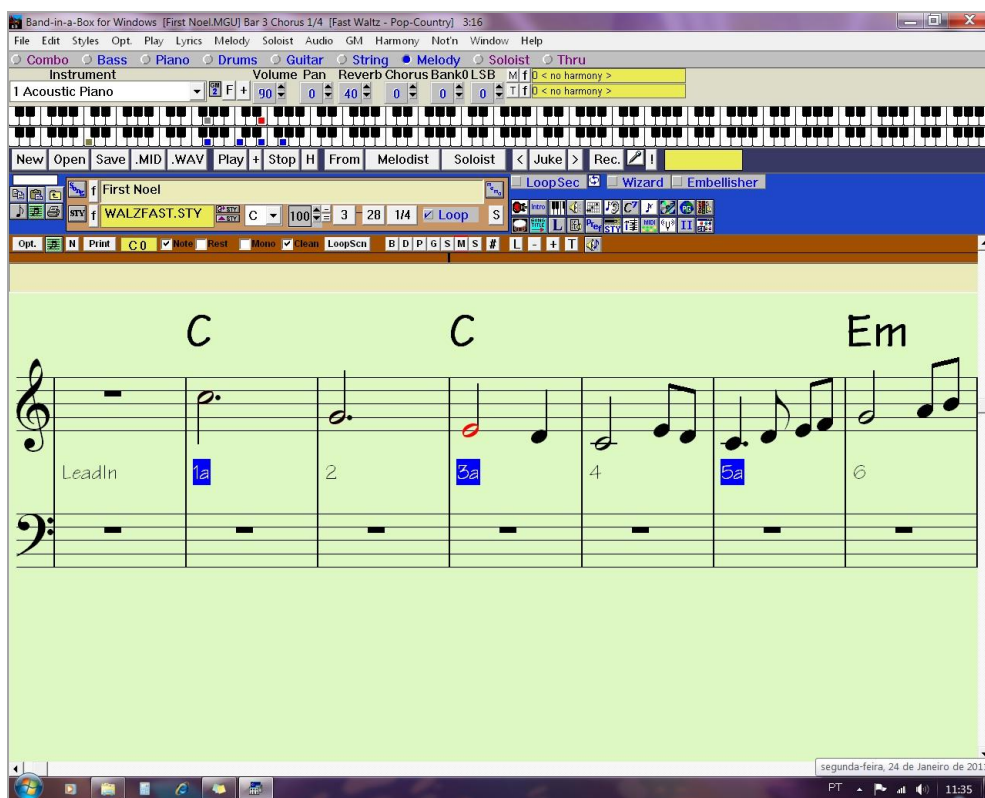 Band-in-a-Box for Windows [First Noel.MGU] Bar 3 Chorus 1/4 [Fast Waltz - Pop-Country] 3:16
File Edit Styles Opt. Play Lyrics Melody Soloist Audio GM Harmony Not'n Window Help
Combo Bass Piano Drums Guitar String Melody Soloist Thru
Instrument Volume Pan Reverb Chorus Bank0 LSB M f 0 < no harmony >
1 Acoustic Piano F + 90 0 40 0 0 0 T f 0 < no harmony >
New Open Save .MID .WAV Play + Stop H From Melodist Soloist < Juke > Rec. !
f First Noel LoopSec Wizard Embellisher
STY f WALZFAST.STY C 100 3 - 28 1/4 Loop S
Opt. N Print C 0 Note Rest Mono Clean LoopScn B D P G S M S # L - + T
C C Em
LeadIn 1a 2 3a 4 5a 6
segunda-feira, 24 de Janeiro de 201
PT 11:35